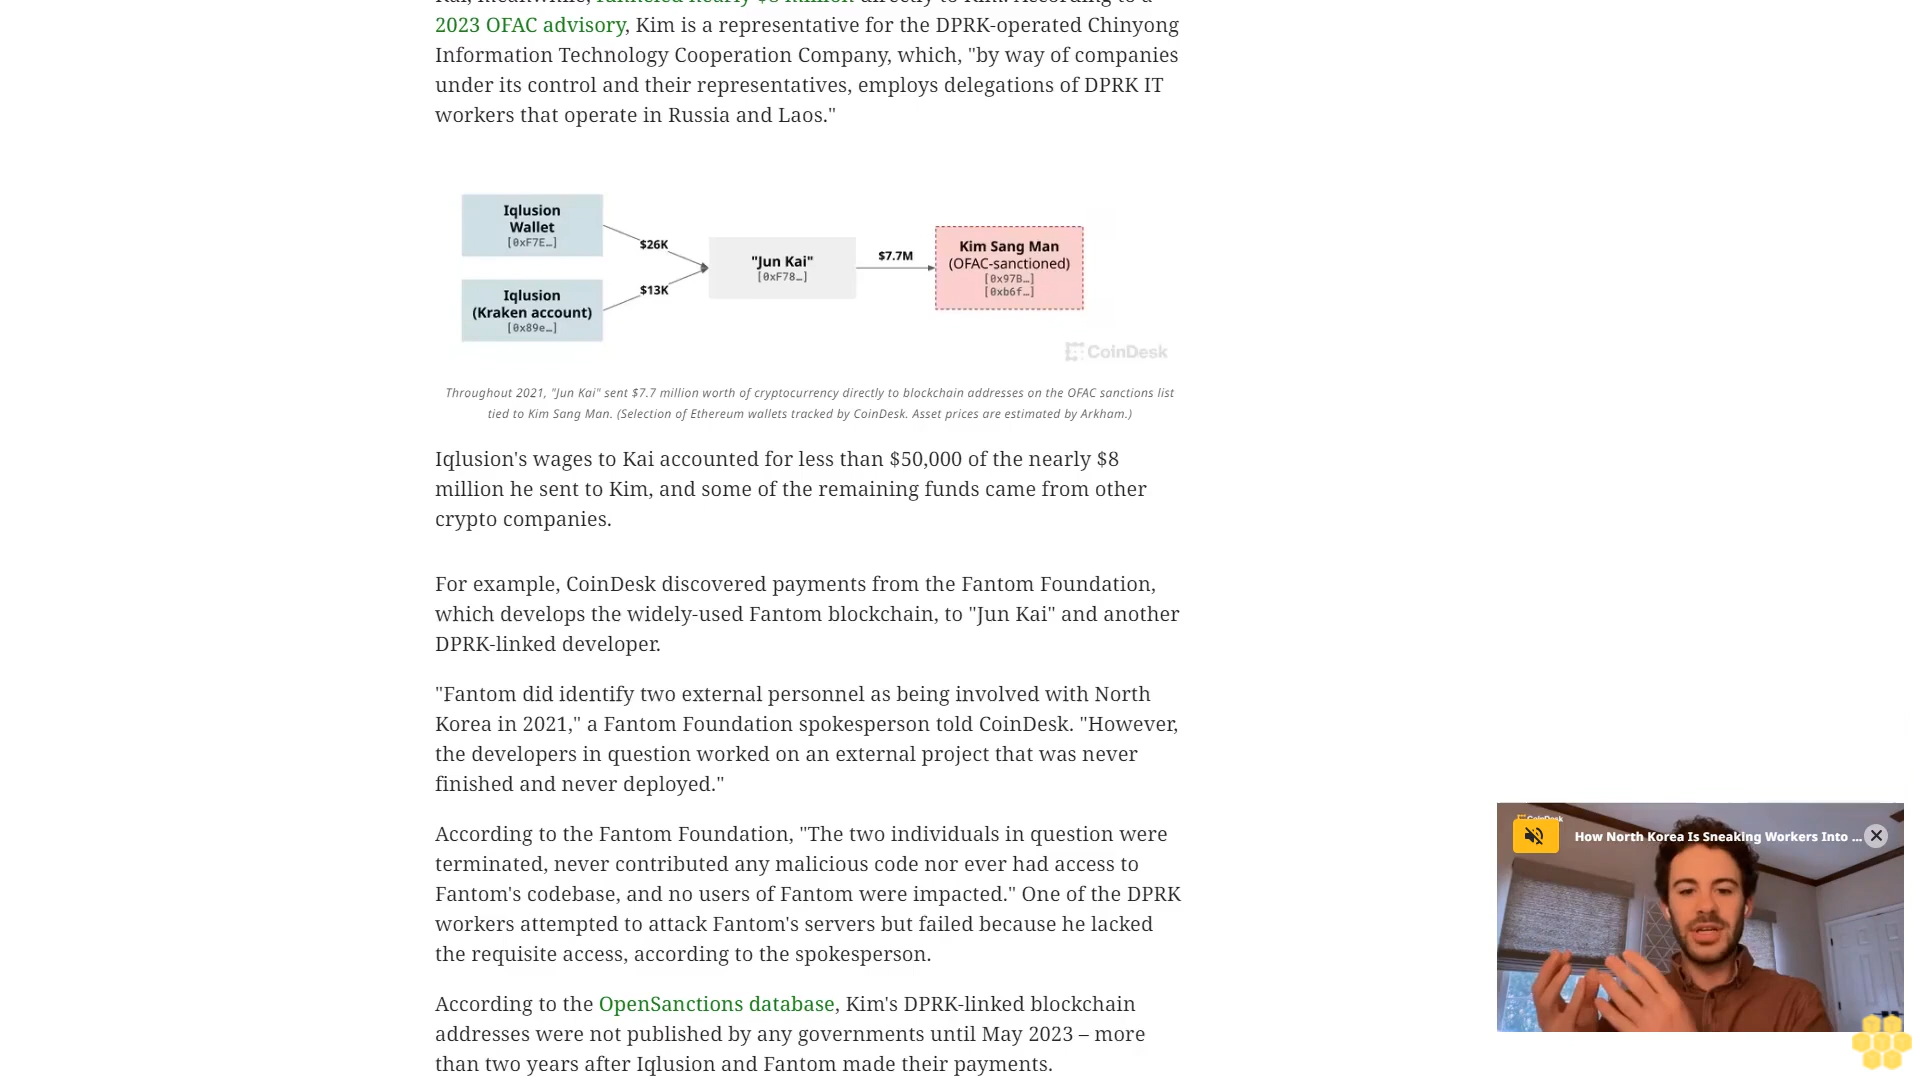 2023 OFAC advisory, Kim is a representative for the DPRK-operated Chinyong
Information Technology Cooperation Company, which, "by way of companies
under its control and their representatives, employs delegations of DPRK IT
workers that operate in Russia and Laos."
Iqlusion
Wallet
[0xF7E…]
$26K
Iqlusion
(Kraken account)
[0x89e…]
$13K
"Jun Kai"
[0xF78…]
$7.7M
Kim Sang Man
(OFAC-sanctioned)
[0x97B…]
[0xb6f…]
CoinDesk
Throughout 2021, "Jun Kai" sent $7.7 million worth of cryptocurrency directly to blockchain addresses on the OFAC sanctions list
tied to Kim Sang Man. (Selection of Ethereum wallets tracked by CoinDesk. Asset prices are estimated by Arkham.)
Iqlusion's wages to Kai accounted for less than $50,000 of the nearly $8
million he sent to Kim, and some of the remaining funds came from other
crypto companies.
For example, CoinDesk discovered payments from the Fantom Foundation,
which develops the widely-used Fantom blockchain, to "Jun Kai" and another
DPRK-linked developer.
"Fantom did identify two external personnel as being involved with North
Korea in 2021," a Fantom Foundation spokesperson told CoinDesk. "However,
the developers in question worked on an external project that was never
finished and never deployed."
According to the Fantom Foundation, "The two individuals in question were
terminated, never contributed any malicious code nor ever had access to
Fantom's codebase, and no users of Fantom were impacted." One of the DPRK
workers attempted to attack Fantom's servers but failed because he lacked
the requisite access, according to the spokesperson.
According to the OpenSanctions database, Kim's DPRK-linked blockchain
addresses were not published by any governments until May 2023 – more
than two years after Iqlusion and Fantom made their payments.
CoinDesk
How North Korea Is Sneaking Workers Into ...